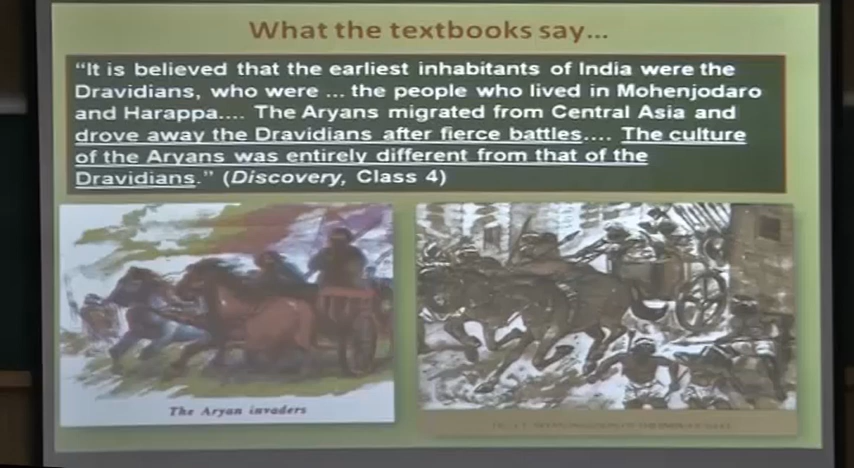 What the textbooks say...
"It is believed that the earliest inhabitants of India were the
Dravidians, who were ... the people who lived in Mohenjodaro
and Harappa.... The Aryans migrated from Central Asia and
drove away the Dravidians after fierce battles.... The culture
of the Aryans was entirely different from that of the
Dravidians." (Discovery, Class 4)
The Aryan invaders